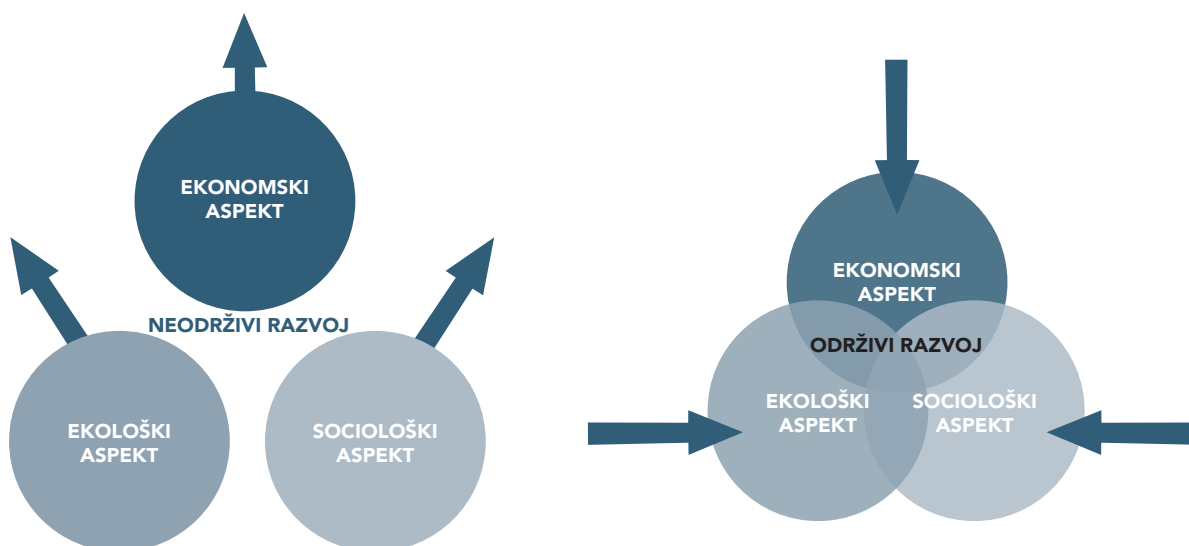 EKONOMSKI
ASPEKT
NEODRŽIVI RAZVOJ
EKOLOŠKI
ASPEKT
SOCIOLOŠKI
ASPEKT
EKONOMSKI
ASPEKT
ODRŽIVI RAZVOJ
EKOLOŠKI
ASPEKT
SOCIOLOŠKI
ASPEKT